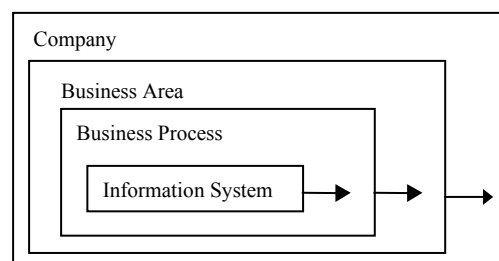 Company
Business Area
Business Process
Information System